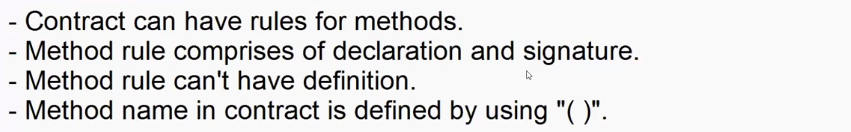 - Contract can have rules for methods.
- Method rule comprises of declaration and signature.
- Method rule can't have definition.
- Method name in contract is defined by using "( )".